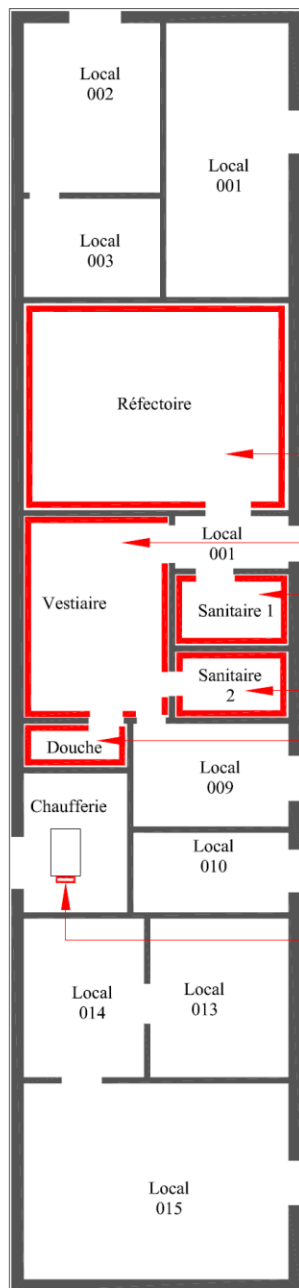 Local
002
Local
001
Local
003
Réfectoire
Local
001
Vestiaire
Sanitaire 1
Sanitaire
2
Douche
Local
009
Chaufferie
Local
010
Local
014
Local
013
Local
015